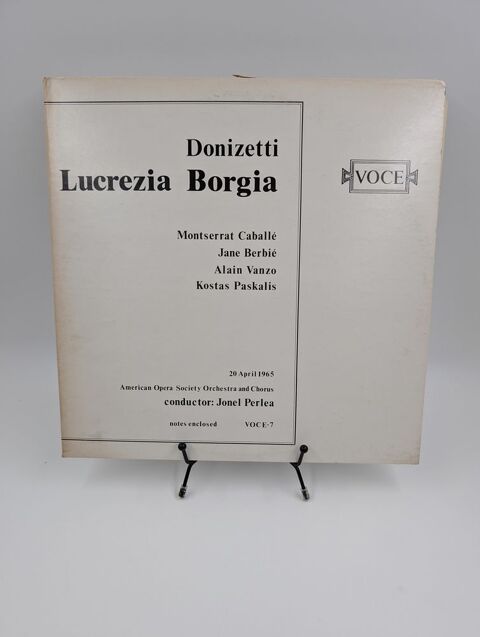 Donizetti
Lucrezia Borgia
VOCE
Montserrat Caballé
Jane Berbié
Alain Vanzo
Kostas Paskalis
20 April 1965
American Opera Society Orchestra and Chorus
conductor: Jonel Perlea
notes enclosed VOCE-7